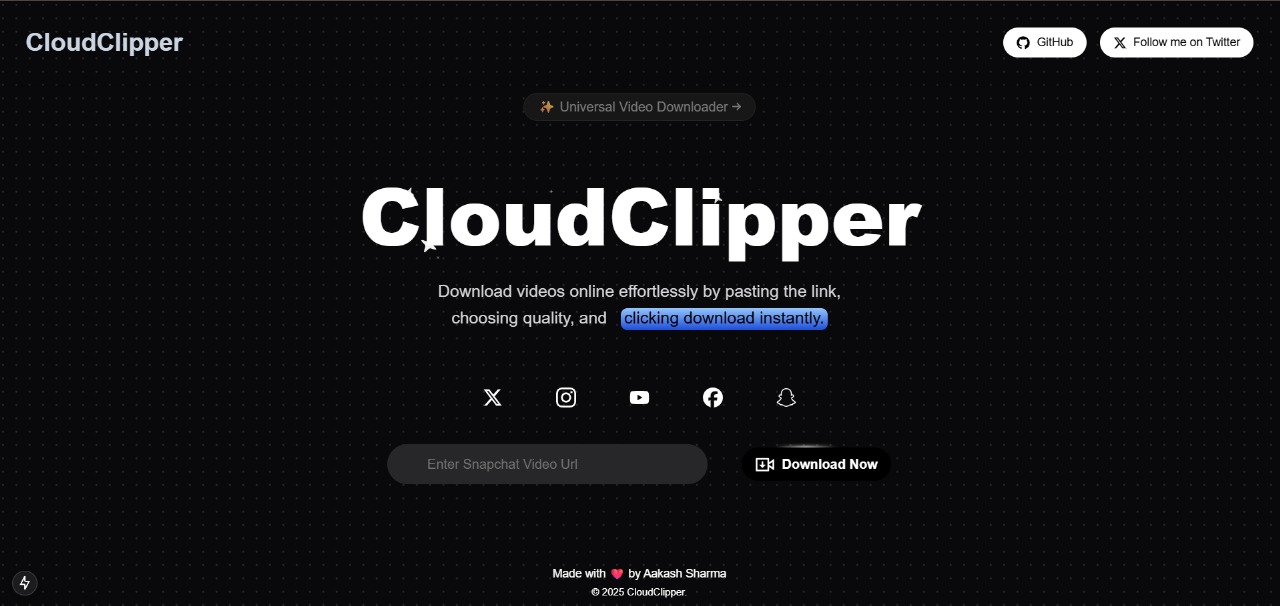 CloudClipper
GitHub
Follow me on Twitter
✨ Universal Video Downloader →
CloudClipper
Download videos online effortlessly by pasting the link,
choosing quality, and clicking download instantly.
Enter Snapchat Video Url
Download Now
Made with ❤️ by Aakash Sharma
© 2025 CloudClipper.